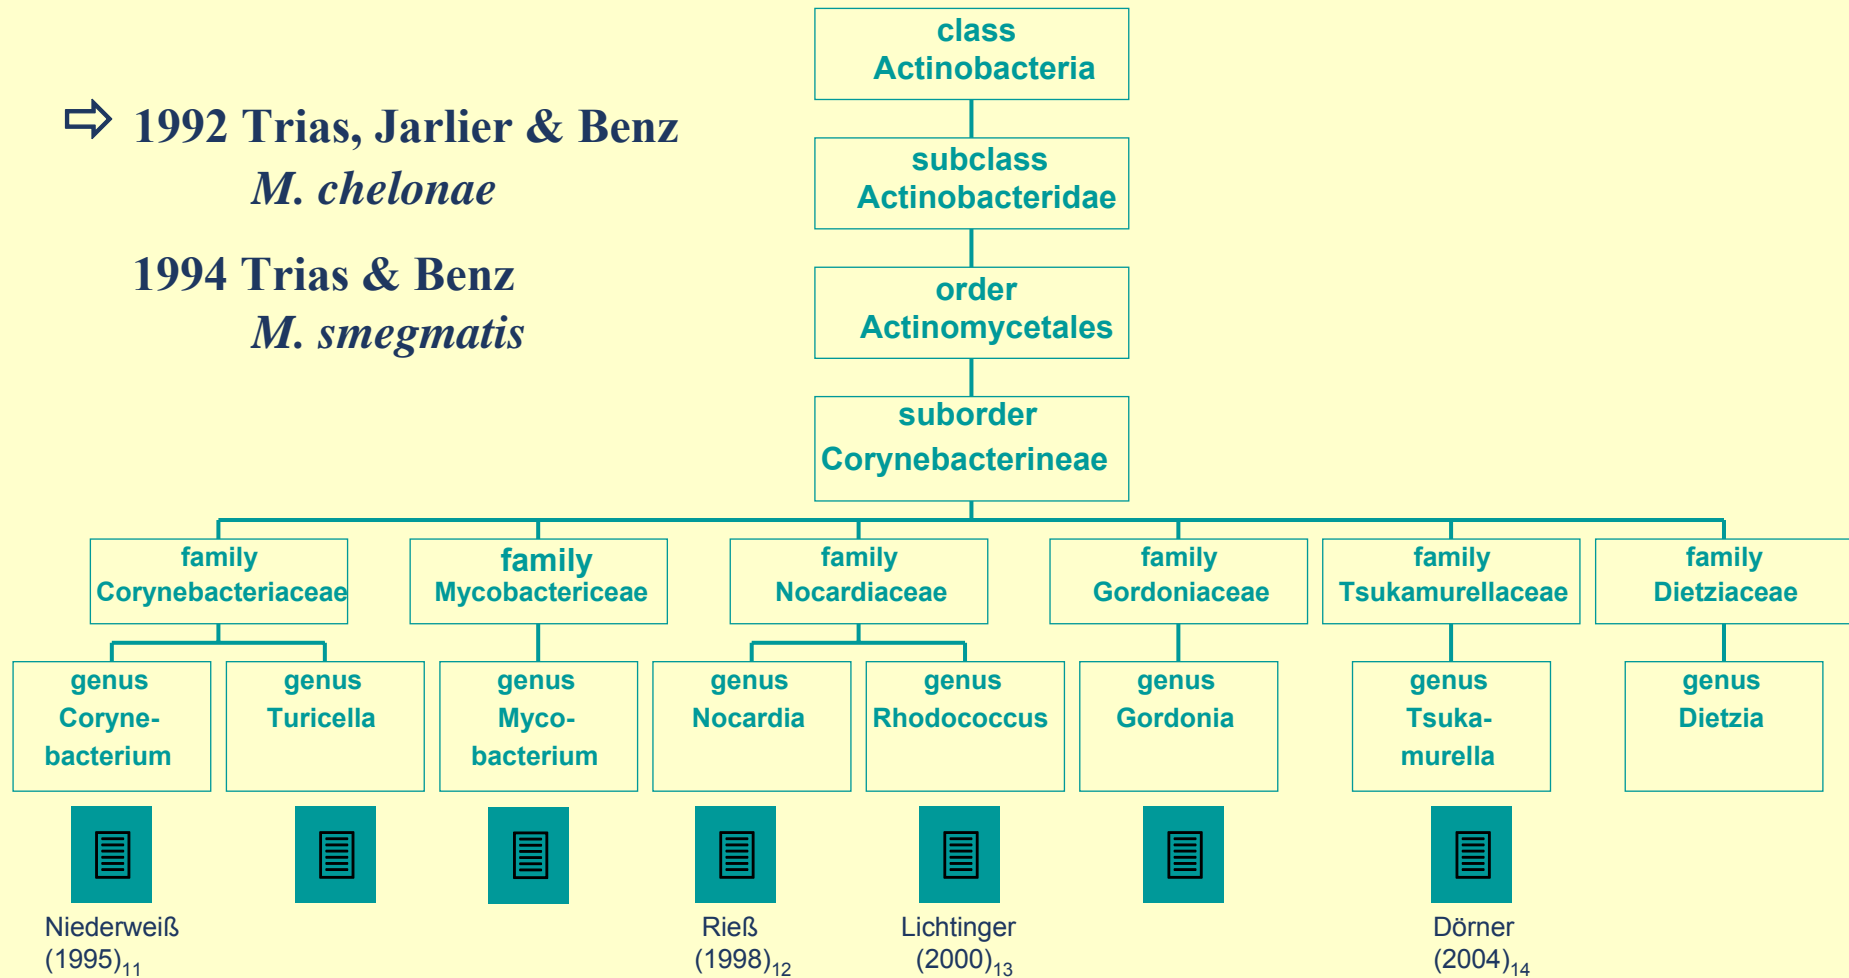 class
Actinobacteria
⇨ 1992 Trias, Jarlier & Benz
M. chelonae
subclass
Actinobacteridae
1994 Trias & Benz
M. smegmatis
order
Actinomycetales
suborder
Corynebacterineae
family
Corynebacteriaceae
family
Mycobactericeae
family
Nocardiaceae
family
Gordoniaceae
family
Tsukamurellaceae
family
Dietziaceae
genus
Coryne-
bacterium
genus
Turicella
genus
Myco-
bacterium
genus
Nocardia
genus
Rhodococcus
genus
Gordonia
genus
Tsuka-
murella
genus
Dietzia
Niederweiß
(1995)11
Rieß
(1998)12
Lichtinger
(2000)13
Dörner
(2004)14